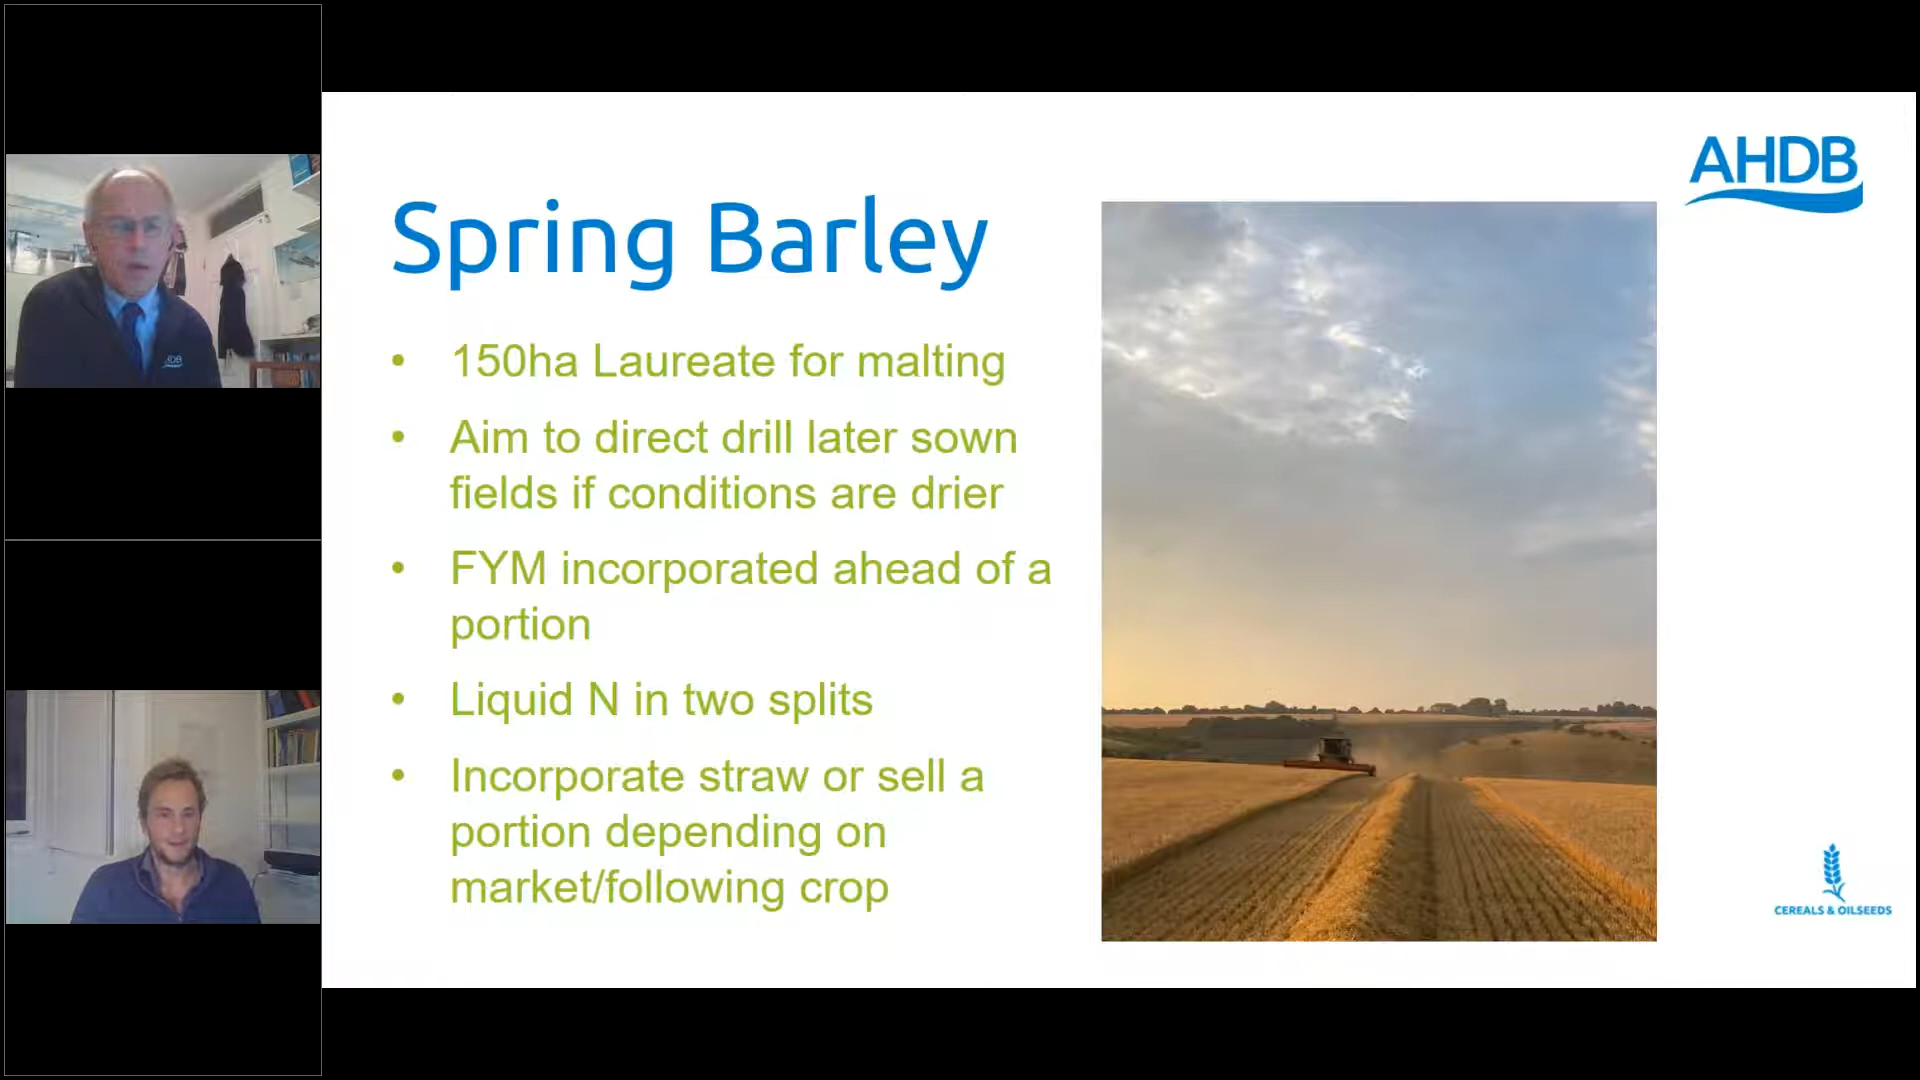 AHDB
Spring Barley
• 150ha Laureate for malting
• Aim to direct drill later sown
fields if conditions are drier
• FYM incorporated ahead of a
portion
• Liquid N in two splits
• Incorporate straw or sell a
portion depending on
market/following crop
CEREALS & OILSEEDS
AHDB